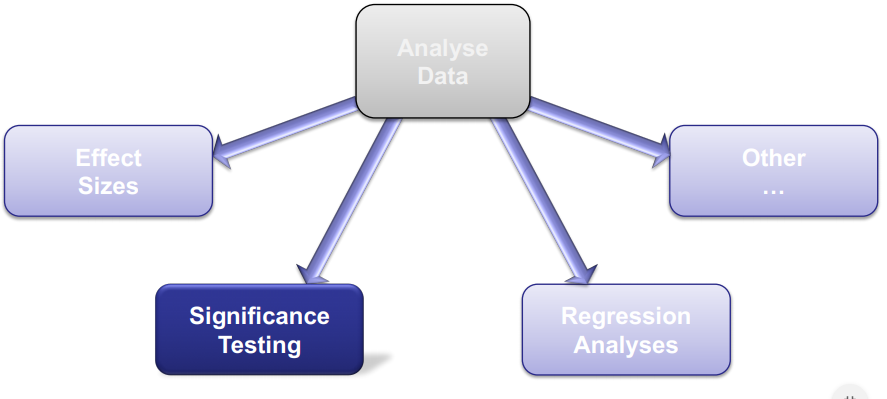 Analyse
Data
Effect
Sizes
Other
...
Significance
Testing
Regression
Analyses